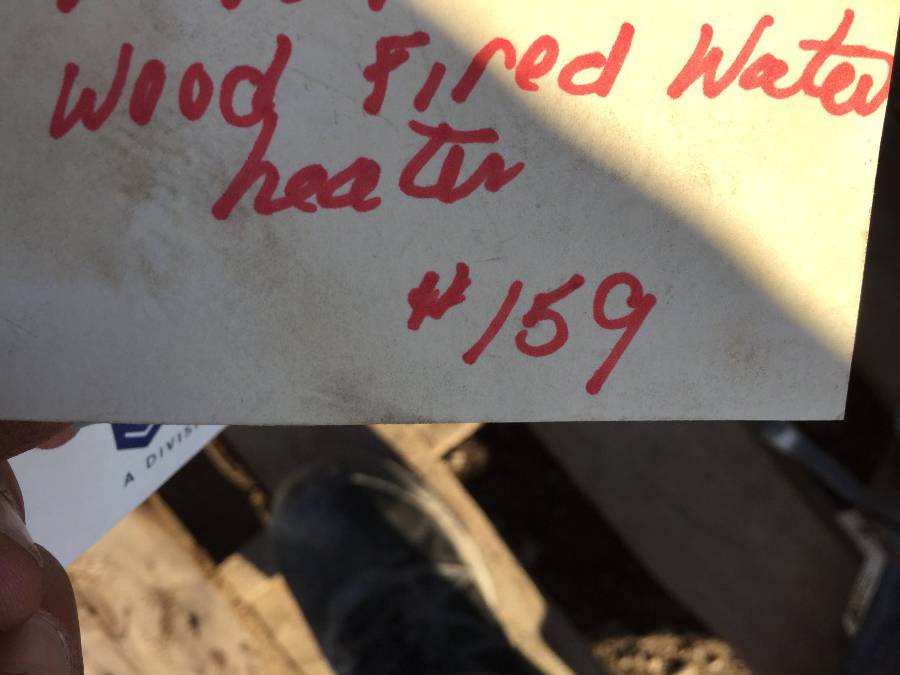 Wood Fired Water
heater
#159
A DIVIS